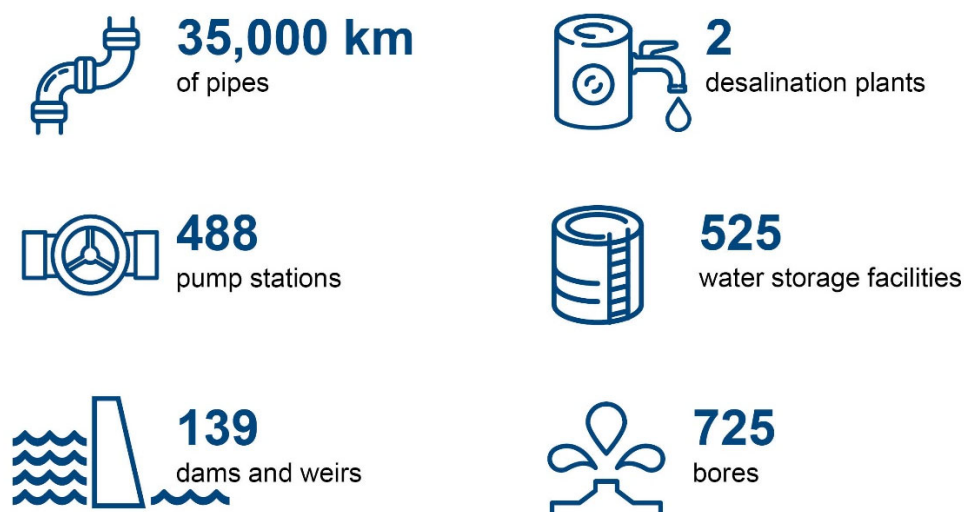 35,000 km
of pipes
2
desalination plants
488
pump stations
525
water storage facilities
139
dams and weirs
725
bores